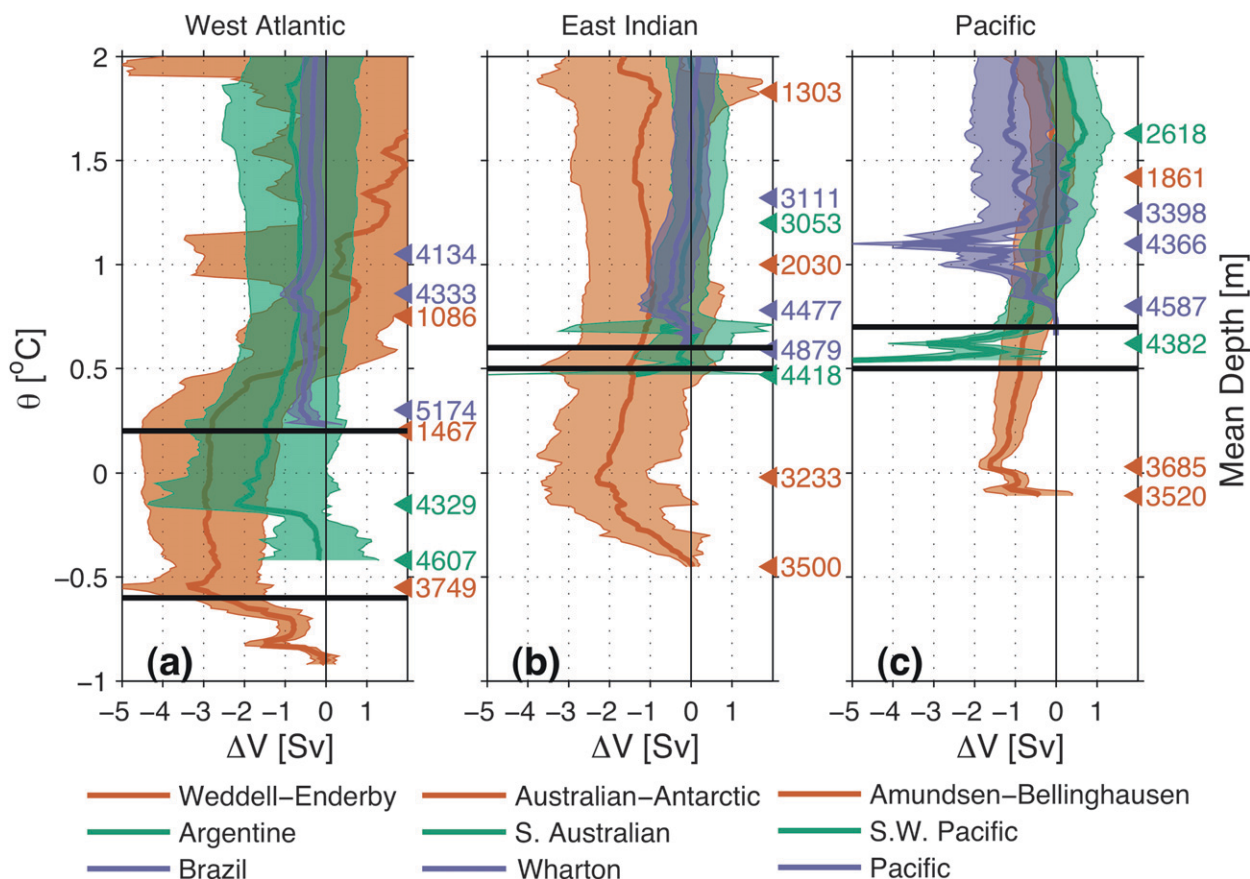 West Atlantic
East Indian
Pacific
θ [°C]
2
1.5
1
0.5
0
−0.5
−1
4134
4333
1086
5174
1467
4329
4607
3749
(a)
−5 −4 −3 −2 −1 0 1
ΔV [Sv]
1303
3111
3053
2030
4477
4879
4418
3233
3500
(b)
−5 −4 −3 −2 −1 0 1
ΔV [Sv]
2618
1861
3398
4366
4587
4382
3685
3520
(c)
−5 −4 −3 −2 −1 0 1
ΔV [Sv]
Mean Depth [m]
Weddell−Enderby
Argentine
Brazil
Australian−Antarctic
S. Australian
Wharton
Amundsen−Bellinghausen
S.W. Pacific
Pacific